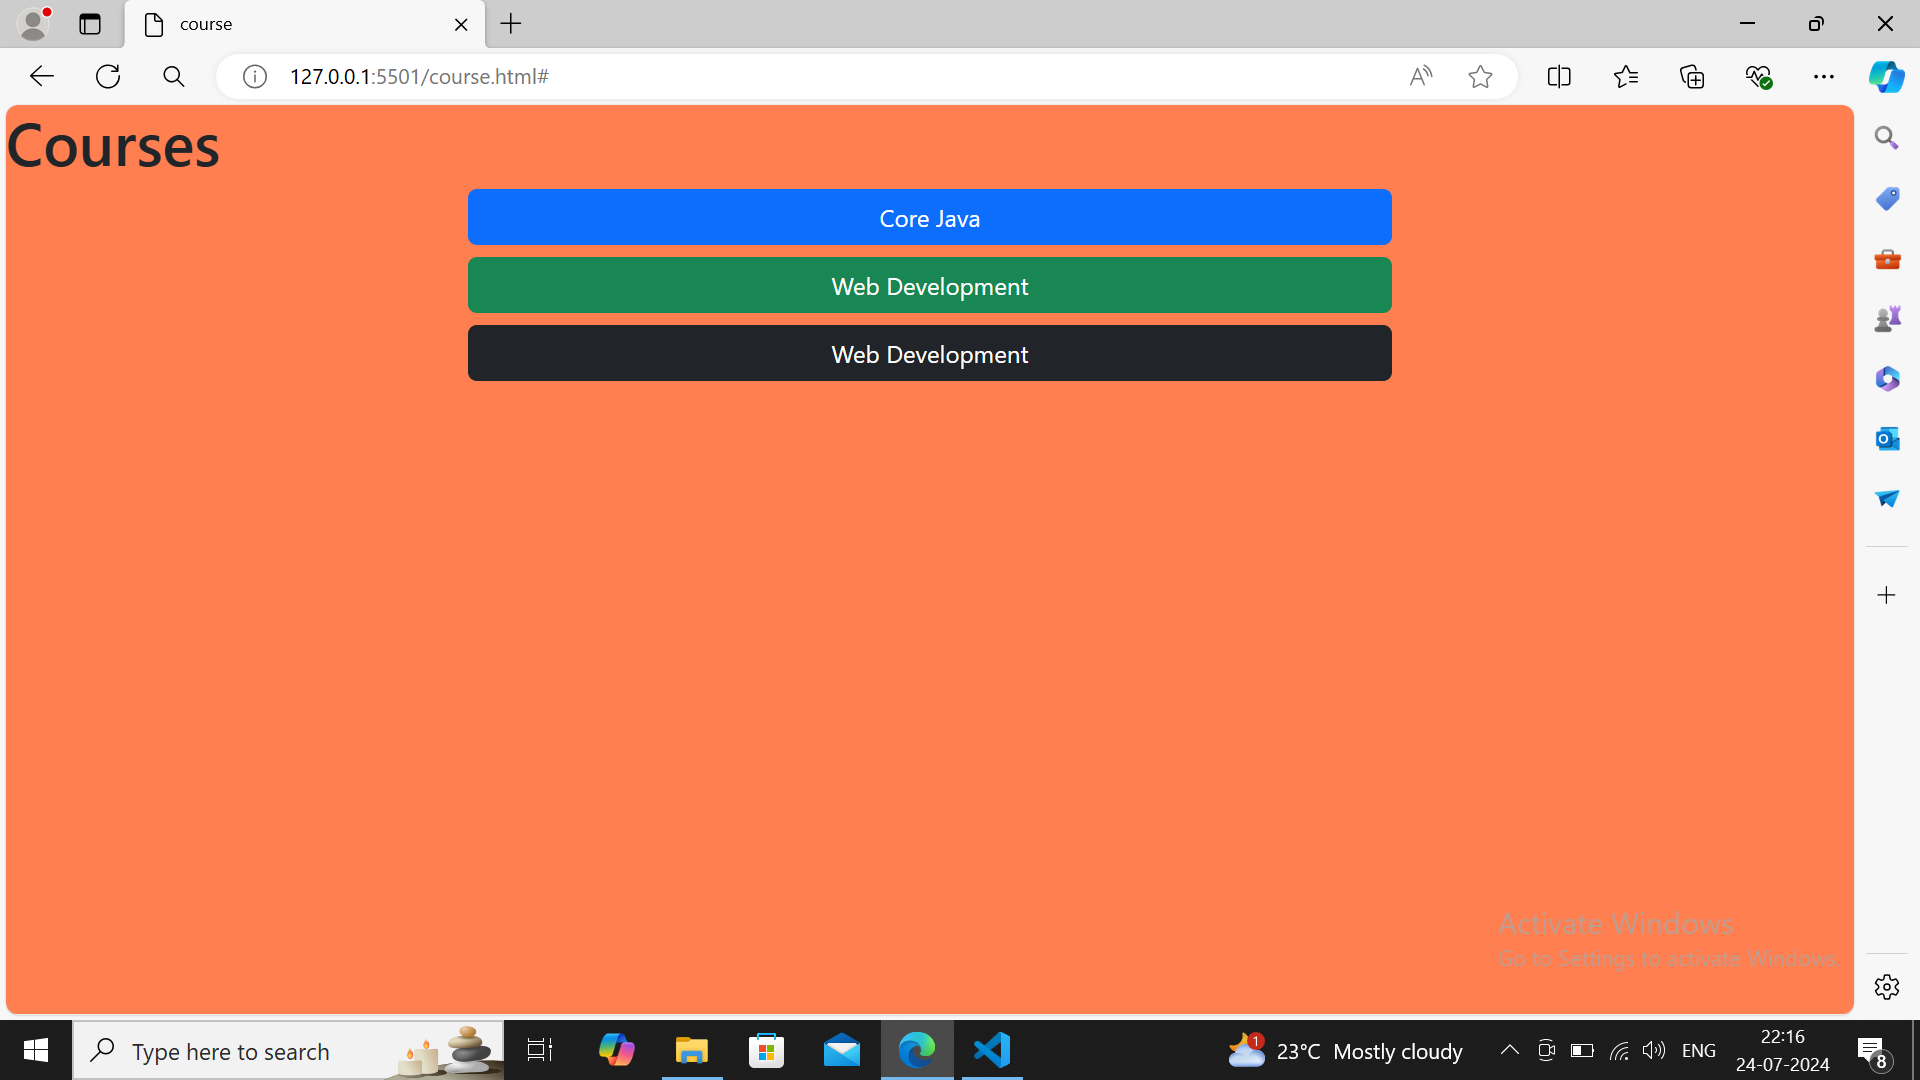 course
127.0.0.1:5501/course.html#
Courses
Core Java
Web Development
Web Development
Activate Windows
Go to Settings to activate Windows.
Type here to search
1
23°C Mostly cloudy
ENG
22:16
24-07-2024
8